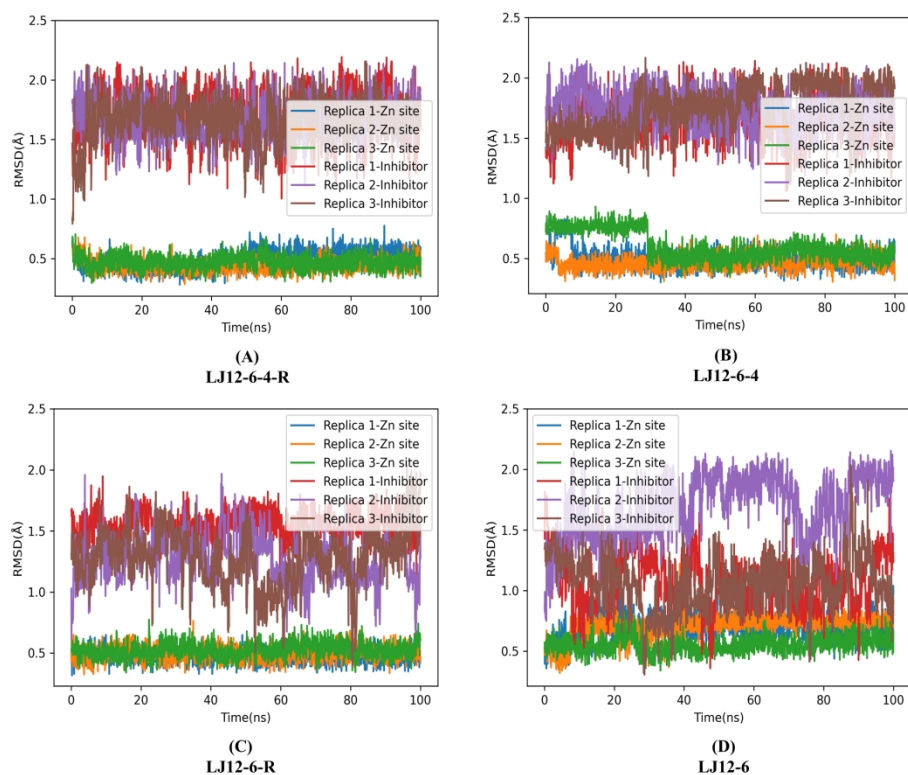 2.5
2.0
1.5
1.0
0.5
RMSD(Å)
Replica 1-Zn site
Replica 2-Zn site
Replica 3-Zn site
Replica 1-Inhibitor
Replica 2-Inhibitor
Replica 3-Inhibitor
0 20 40 60 80 100
Time(ns)
(A)
LJ12-6-4-R
2.5
2.0
1.5
1.0
0.5
RMSD(Å)
Replica 1-Zn site
Replica 2-Zn site
Replica 3-Zn site
Replica 1-Inhibitor
Replica 2-Inhibitor
Replica 3-Inhibitor
0 20 40 60 80 100
Time(ns)
(B)
LJ12-6-4
2.5
2.0
1.5
1.0
0.5
RMSD(Å)
Replica 1-Zn site
Replica 2-Zn site
Replica 3-Zn site
Replica 1-Inhibitor
Replica 2-Inhibitor
Replica 3-Inhibitor
0 20 40 60 80 100
Time(ns)
(C)
LJ12-6-R
2.5
2.0
1.5
1.0
0.5
RMSD(Å)
Replica 1-Zn site
Replica 2-Zn site
Replica 3-Zn site
Replica 1-Inhibitor
Replica 2-Inhibitor
Replica 3-Inhibitor
0 20 40 60 80 100
Time(ns)
(D)
LJ12-6